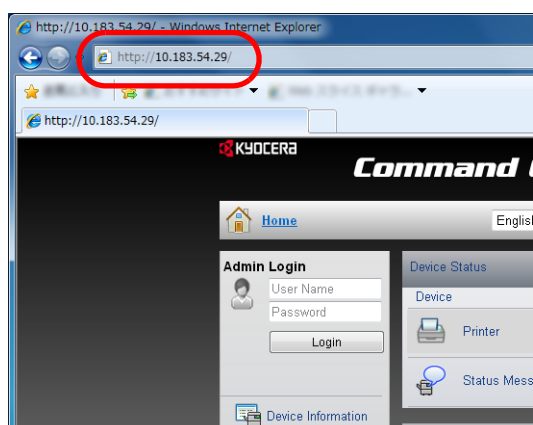 http://10.183.54.29/ - Windows Internet Explorer
http://10.183.54.29/
http://10.183.54.29/
KYOCERA
Command
Home
English
Admin Login
User Name
Password
Login
Device Information
Device Status
Device
Printer
Status Mess